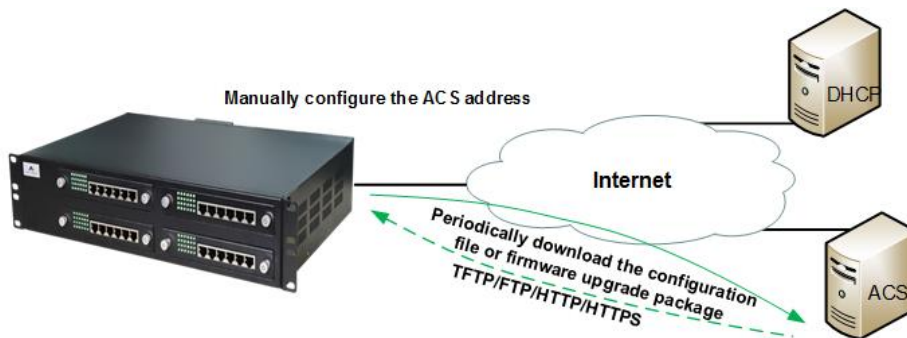 DHCP
Manually configure the ACS address
Internet
Periodically download the configuration
file or firmware upgrade package
TFTP/FTP/HTTP/HTTPS
ACS